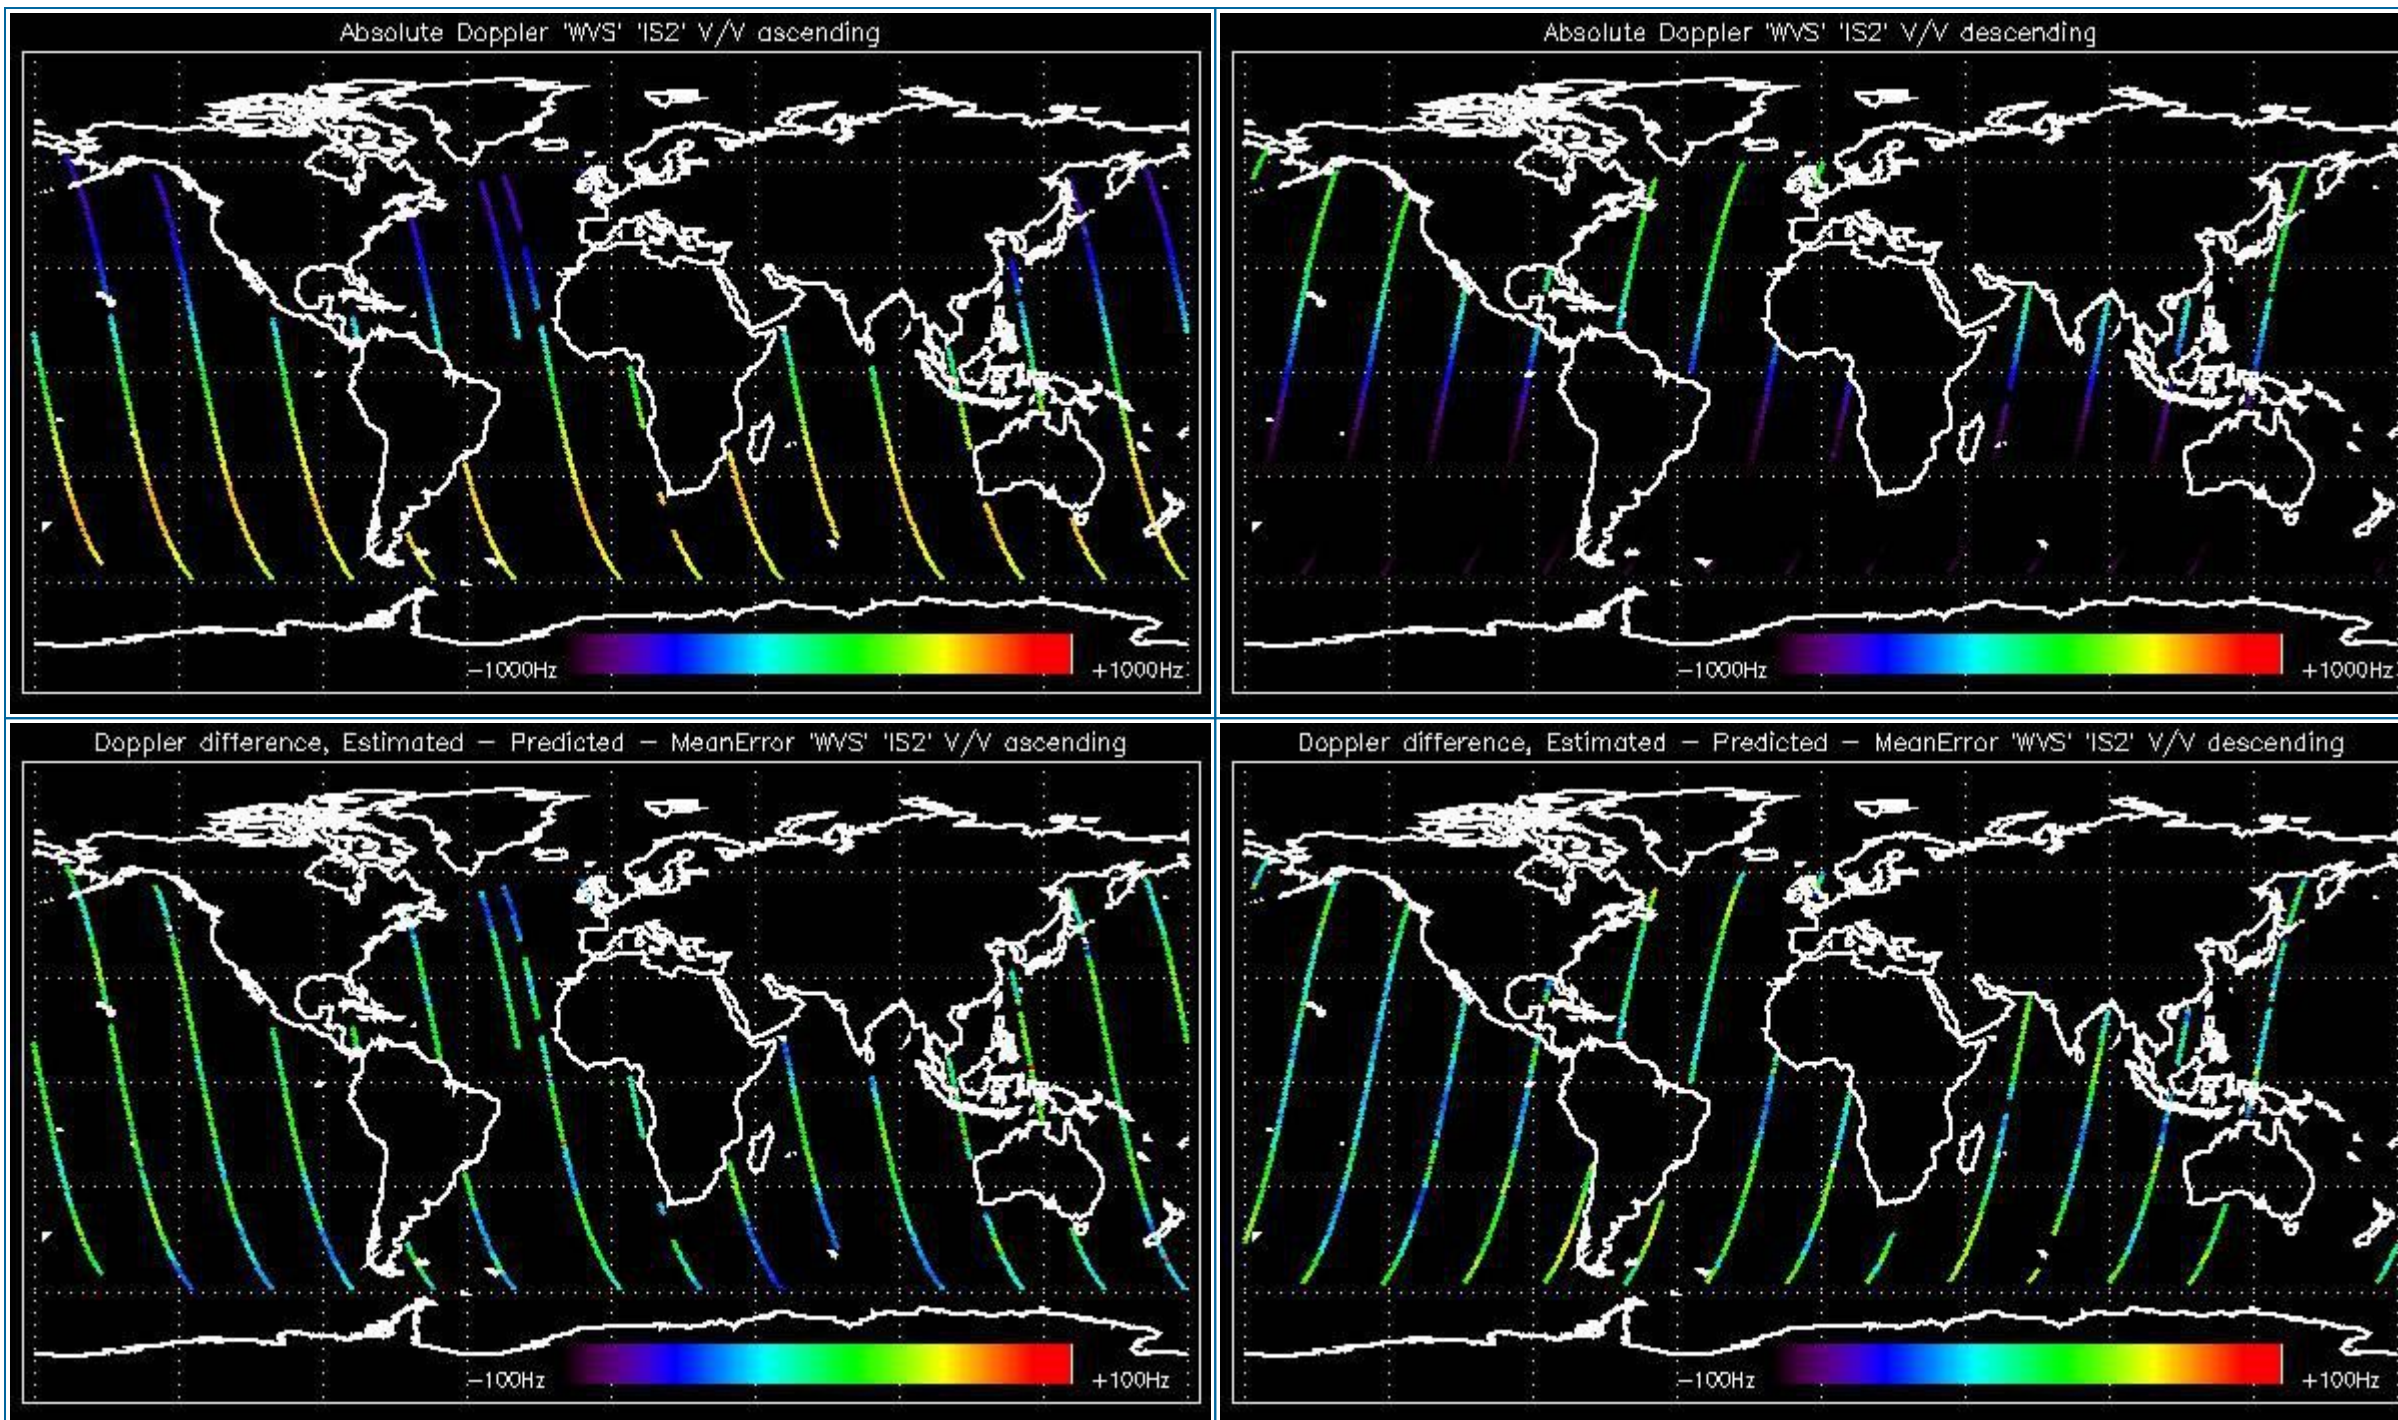 Absolute Doppler 'WVS' 'IS2' V/V ascending
-1000Hz
+1000Hz
Absolute Doppler 'WVS' 'IS2' V/V descending
-1000Hz
+1000Hz
Doppler difference, Estimated - Predicted - MeanError 'WVS' 'IS2' V/V ascending
-100Hz
+100Hz
Doppler difference, Estimated - Predicted - MeanError 'WVS' 'IS2' V/V descending
-100Hz
+100Hz